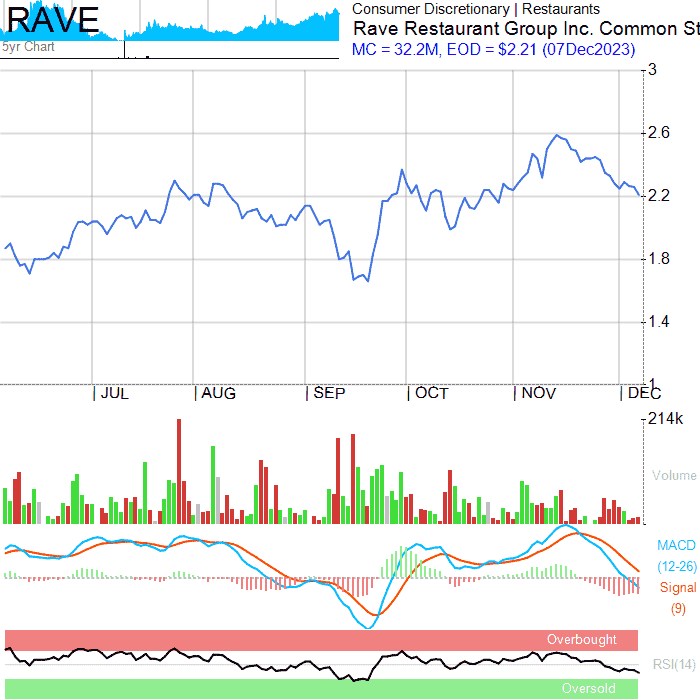 RAVE
5yr Chart
Consumer Discretionary | Restaurants
Rave Restaurant Group Inc. Common St
MC = 32.2M, EOD = $2.21 (07Dec2023)
3
2.6
2.2
1.8
1.4
1
JUL AUG SEP OCT NOV DEC
214k
Volume
MACD
(12-26)
Signal
(9)
Overbought
RSI(14)
Oversold